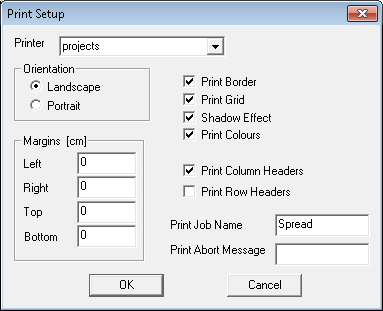 Print Setup
Printer projects
Orientation
Landscape
Portrait
Print Border
Print Grid
Shadow Effect
Print Colours
Margins [cm]
Left 0
Right 0
Top 0
Bottom 0
Print Column Headers
Print Row Headers
Print Job Name Spread
Print Abort Message
OK Cancel